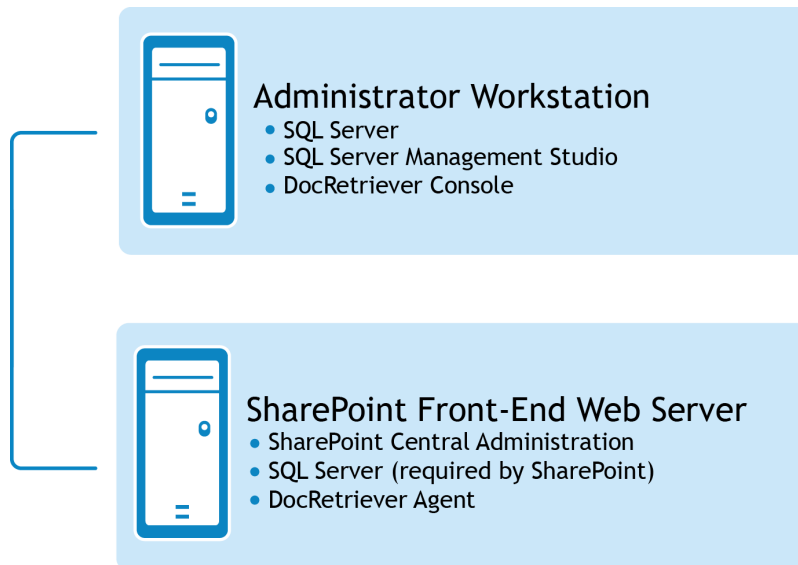 Administrator Workstation
SQL Server
SQL Server Management Studio
DocRetriever Console
SharePoint Front-End Web Server
SharePoint Central Administration
SQL Server (required by SharePoint)
DocRetriever Agent